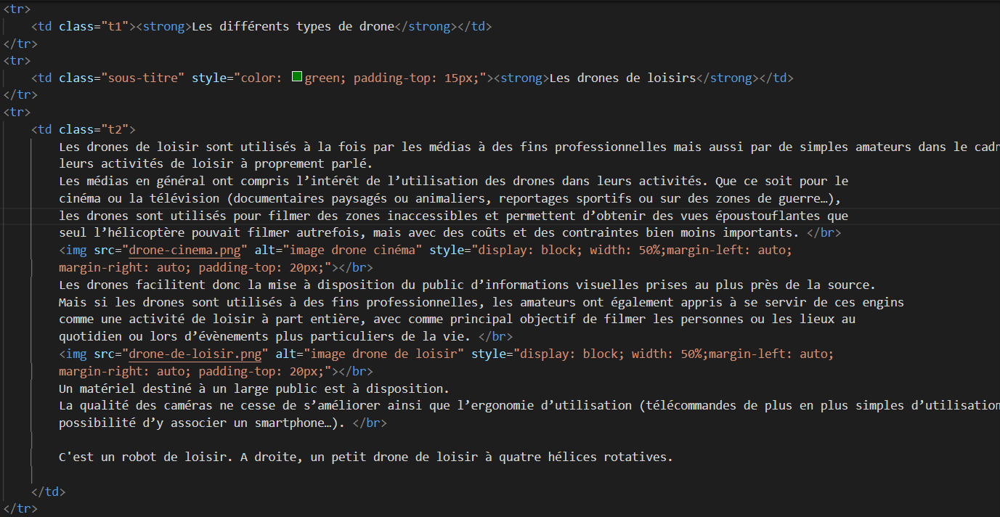 <tr>
<td class="t1"><strong>Les différents types de drone</strong></td>
</tr>
<tr>
<td class="sous-titre" style="color: green; padding-top: 15px;"><strong>Les drones de loisirs</strong></td>
</tr>
<tr>
<td class="t2">
Les drones de loisir sont utilisés à la fois par les médias à des fins professionnelles mais aussi par de simples amateurs dans le
leurs activités de loisir à proprement parlé.
Les médias en général ont compris l’intérêt de l’utilisation des drones dans leurs activités. Que ce soit pour le
cinéma ou la télévision (documentaires paysagés ou animaliers, reportages sportifs ou sur des zones de guerre…),
les drones sont utilisés pour filmer des zones inaccessibles et permettent d’obtenir des vues époustouflantes que
seul l’hélicoptère pouvait filmer autrefois, mais avec des coûts et des contraintes bien moins importants. </br>
<img src="drone-cinema.png" alt="image drone cinéma" style="display: block; width: 50%;margin-left: auto;
margin-right: auto; padding-top: 20px;"></br>
Les drones facilitent donc la mise à disposition du public d’informations visuelles prises au plus près de la source.
Mais si les drones sont utilisés à des fins professionnelles, les amateurs ont également appris à se servir de ces engins
comme une activité de loisir à part entière, avec comme principal objectif de filmer les personnes ou les lieux au
quotidien ou lors d’évènements plus particuliers de la vie. </br>
<img src="drone-de-loisir.png" alt="image drone de loisir" style="display: block; width: 50%;margin-left: auto;
margin-right: auto; padding-top: 20px;"></br>
Un matériel destiné à un large public est à disposition.
La qualité des caméras ne cesse de s’améliorer ainsi que l’ergonomie d’utilisation (télécommandes de plus en plus simples d’utilisation
possibilité d’y associer un smartphone…). </br>
C'est un robot de loisir. A droite, un petit drone de loisir à quatre hélices rotatives.
</td>
</tr>